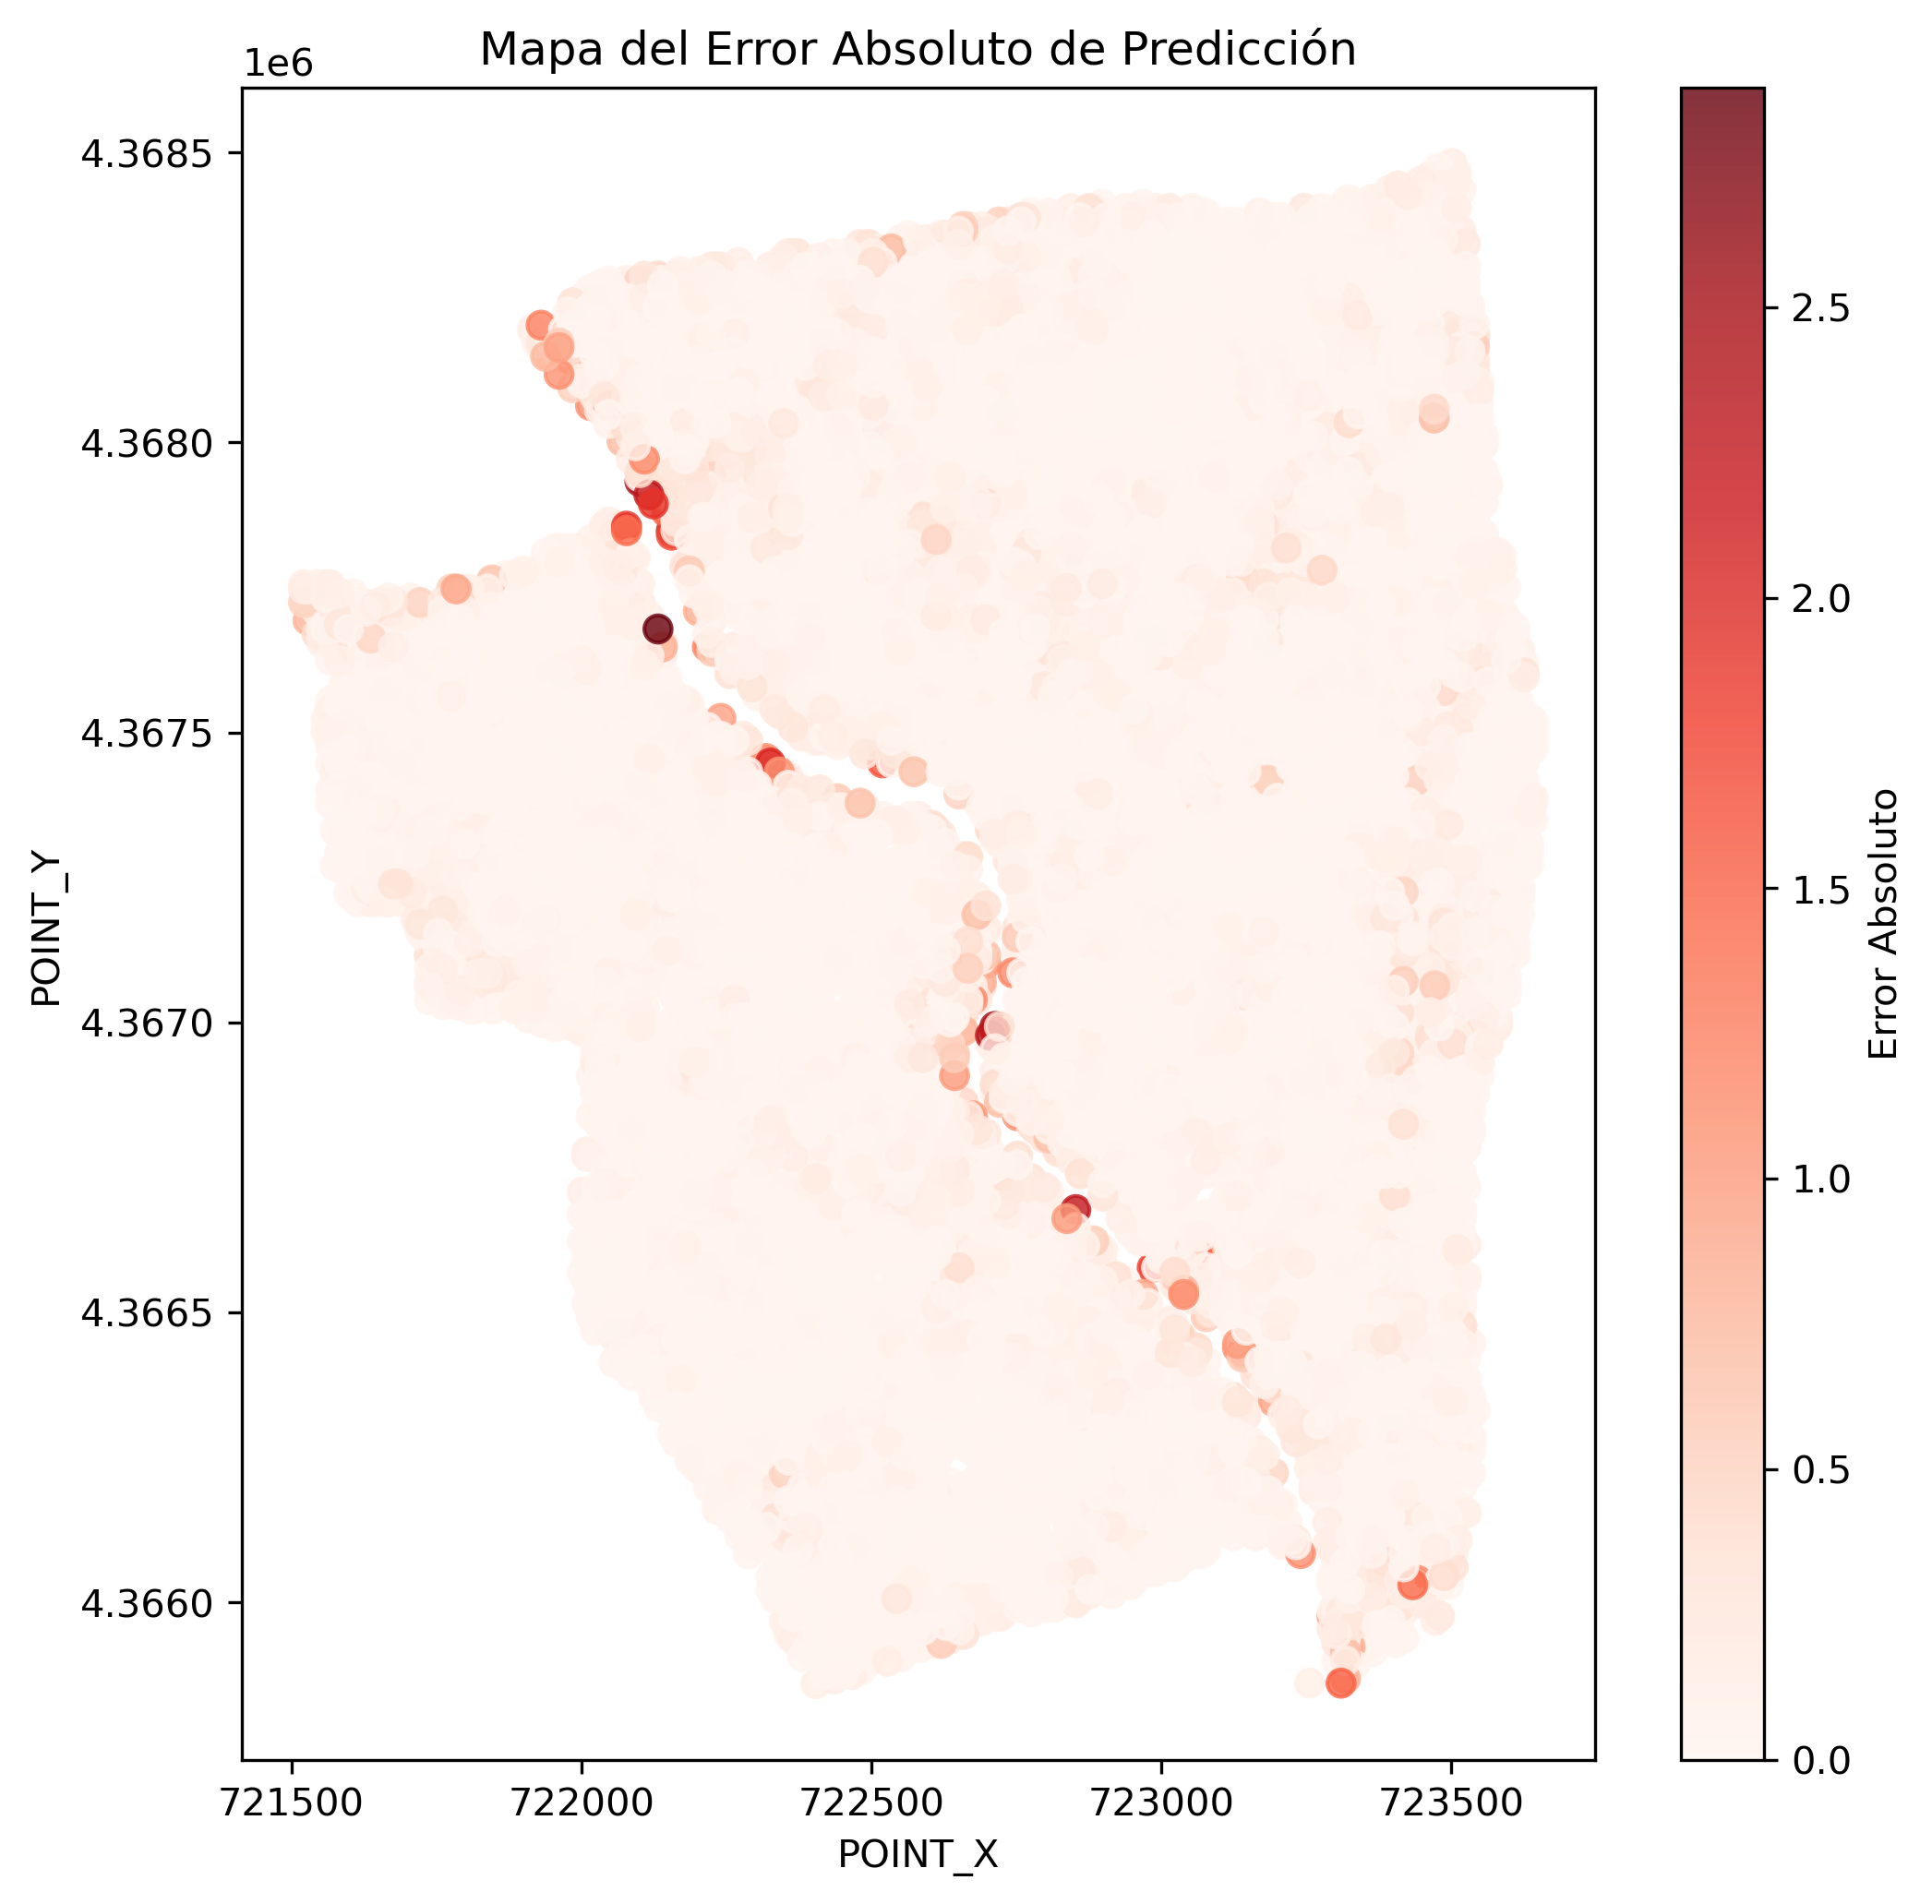 Mapa del Error Absoluto de Predicción
1e6
4.3685
4.3680
4.3675
4.3670
4.3665
4.3660
POINT_Y
721500 722000 722500 723000 723500
POINT_X
2.5
2.0
1.5
1.0
0.5
0.0
Error Absoluto